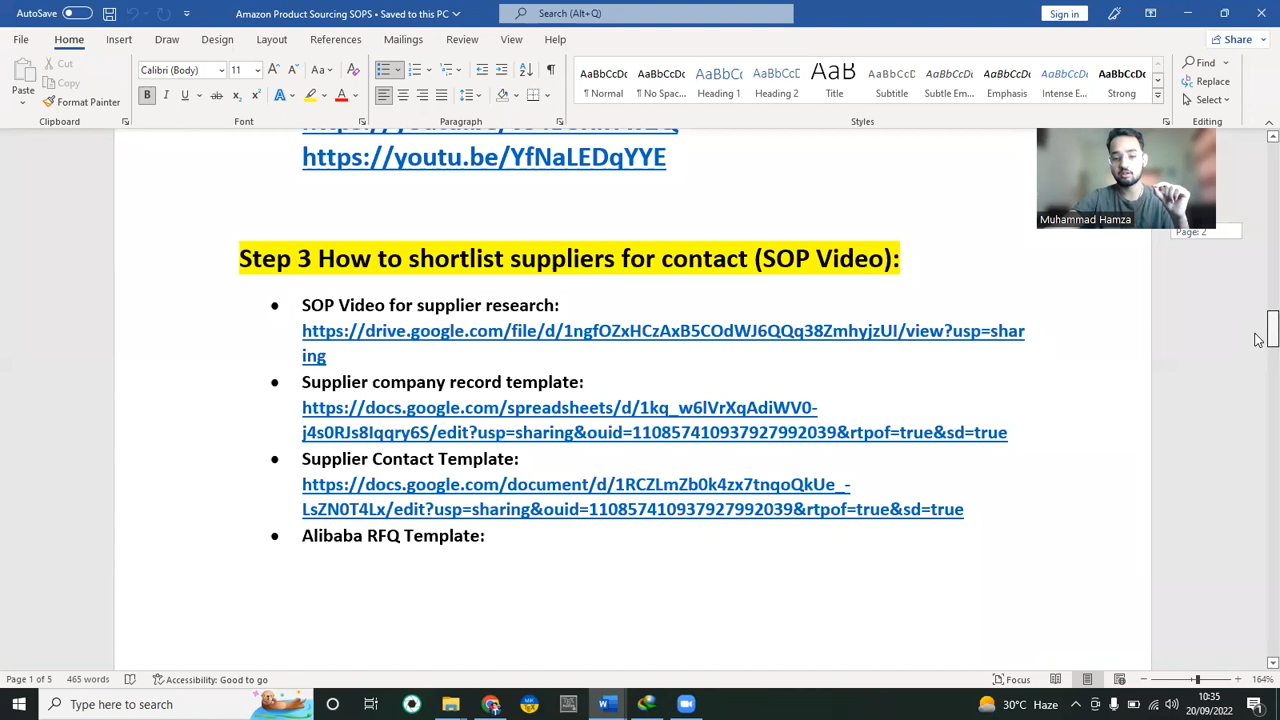 AutoSave Off Amazon Product Sourcing SOPS - Saved to this PC Search (Alt+Q) Sign in
File Home Insert Draw Design Layout References Mailings Review View Help Share
Paste Cut Copy Format Painter
Calibri (Body) 11
AaBbCcDc AaBbCcDc AaBbCc AaBbCcD AaB AaBbCcD AaBbCcDc AaBbCcDc AaBbCcDc AaBbCcDc
¶ Normal ¶ No Spac... Heading 1 Heading 2 Title Subtitle Subtle Em... Emphasis Intense E... Strong
Find Replace Select
Clipboard Font Paragraph Styles Editing
https://youtu.be/YfNaLEDqYYE
Muhammad Hamza
Page: 2
Step 3 How to shortlist suppliers for contact (SOP Video):
• SOP Video for supplier research:
https://drive.google.com/file/d/1ngfOZxHCzAxB5COdWJ6QQq38ZmhyjzUI/view?usp=shar
ing
• Supplier company record template:
https://docs.google.com/spreadsheets/d/1kq_w6lVrXqAdiWV0-
j4s0RJs8Iqqry6S/edit?usp=sharing&ouid=110857410937927992039&rtpof=true&sd=true
• Supplier Contact Template:
https://docs.google.com/document/d/1RCZLmZb0k4zx7tnqoQkUe_-
LsZN0T4Lx/edit?usp=sharing&ouid=110857410937927992039&rtpof=true&sd=true
• Alibaba RFQ Template:
Page 1 of 5 465 words Accessibility: Good to go Focus 164%
Type here to search 30°C Haze 10:35
20/09/2022